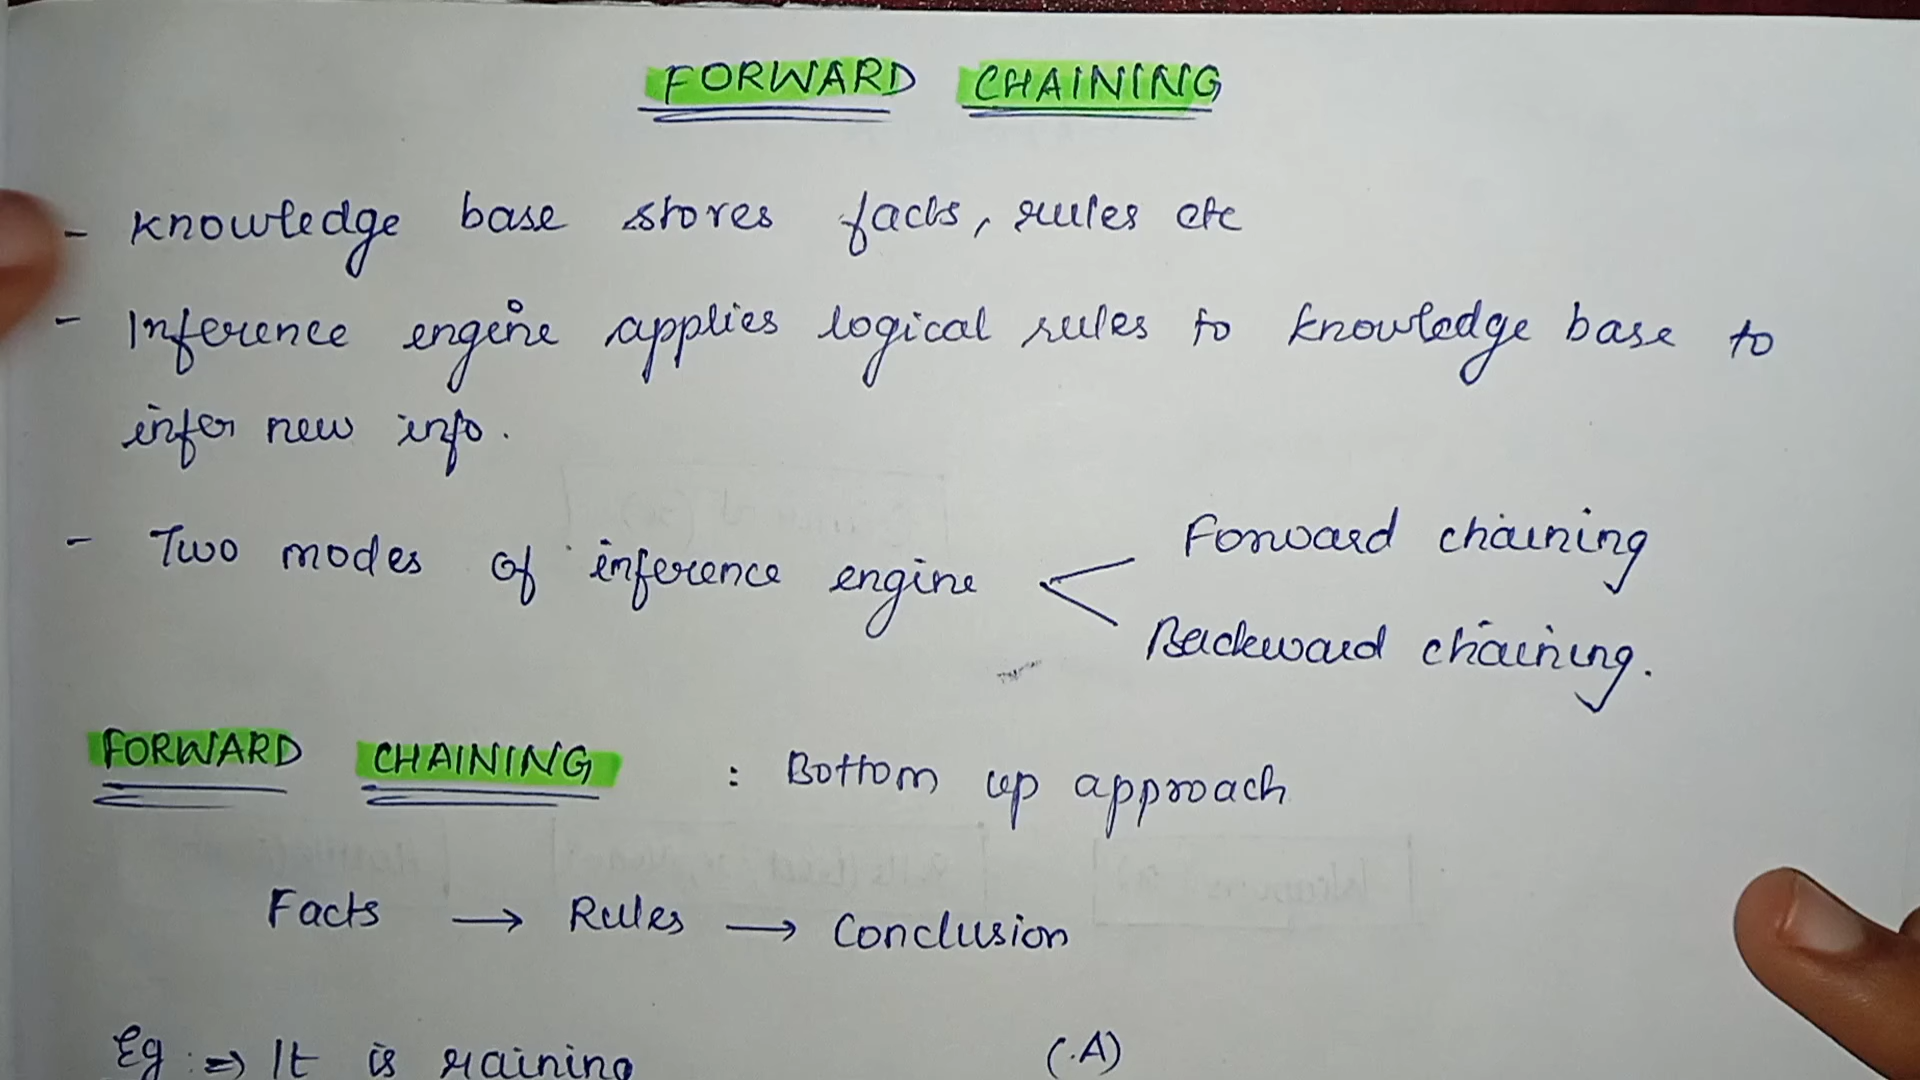 FORWARD CHAINING
- Knowledge base stores facts, rules etc
- Inference engine applies logical rules to knowledge base to
infer new info.
- Two modes of inference engine
Forward chaining
Backward chaining.
FORWARD CHAINING : Bottom up approach
Facts → Rules → Conclusion
Eg :⇒ It is raining (.A)